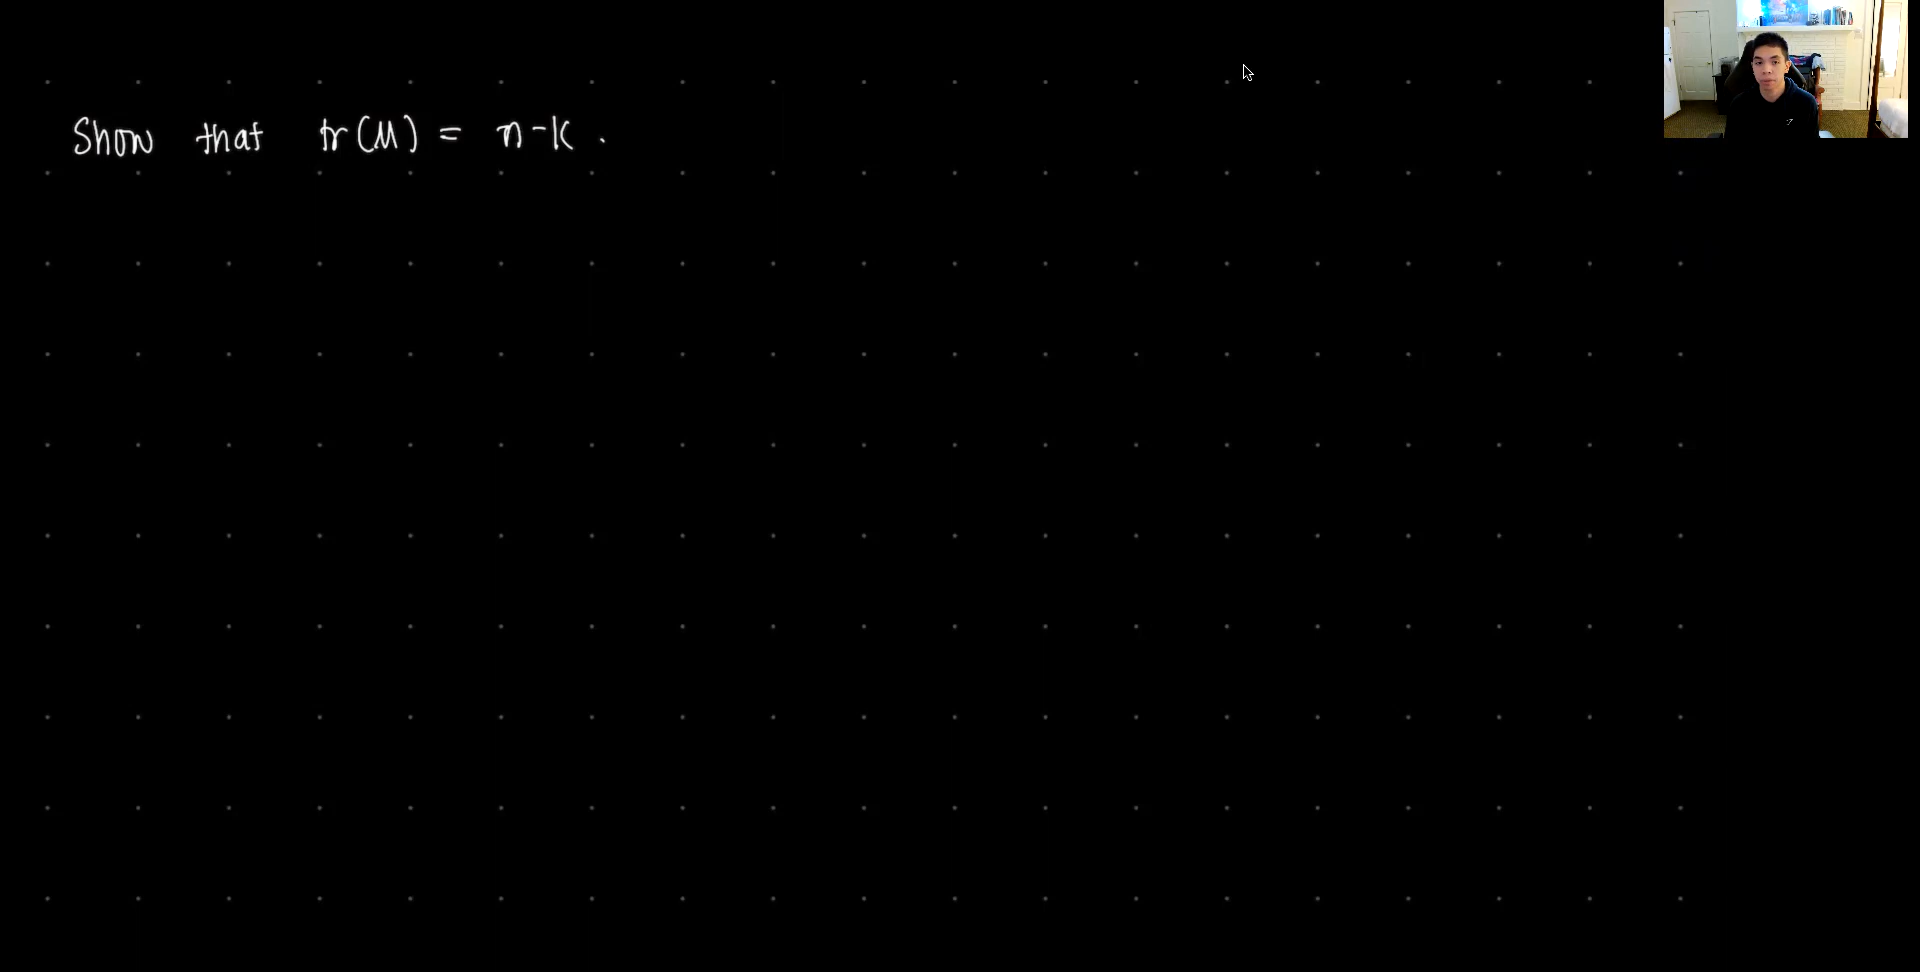 Show that tr(M) = n-K .